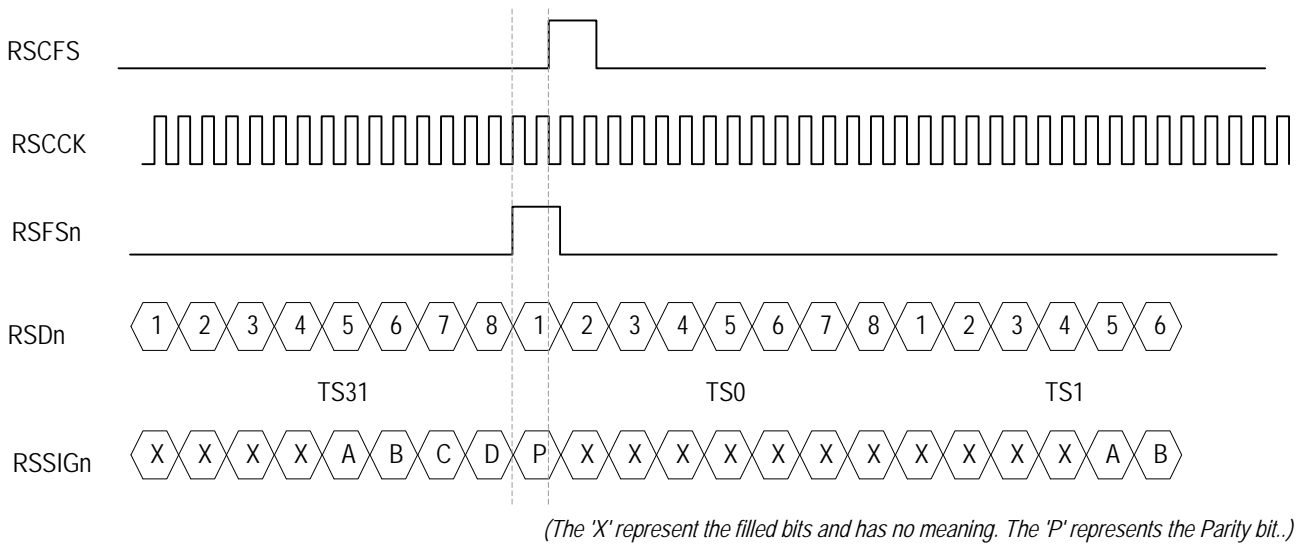 RSCFS
RSCCK
RSFSn
RSDn 1 2 3 4 5 6 7 8 1 2 3 4 5 6 7 8 1 2 3 4 5 6
TS31 TS0 TS1
RSSIGn X X X X A B C D P X X X X X X X X X X X A B
(The 'X' represent the filled bits and has no meaning. The 'P' represents the Parity bit..)